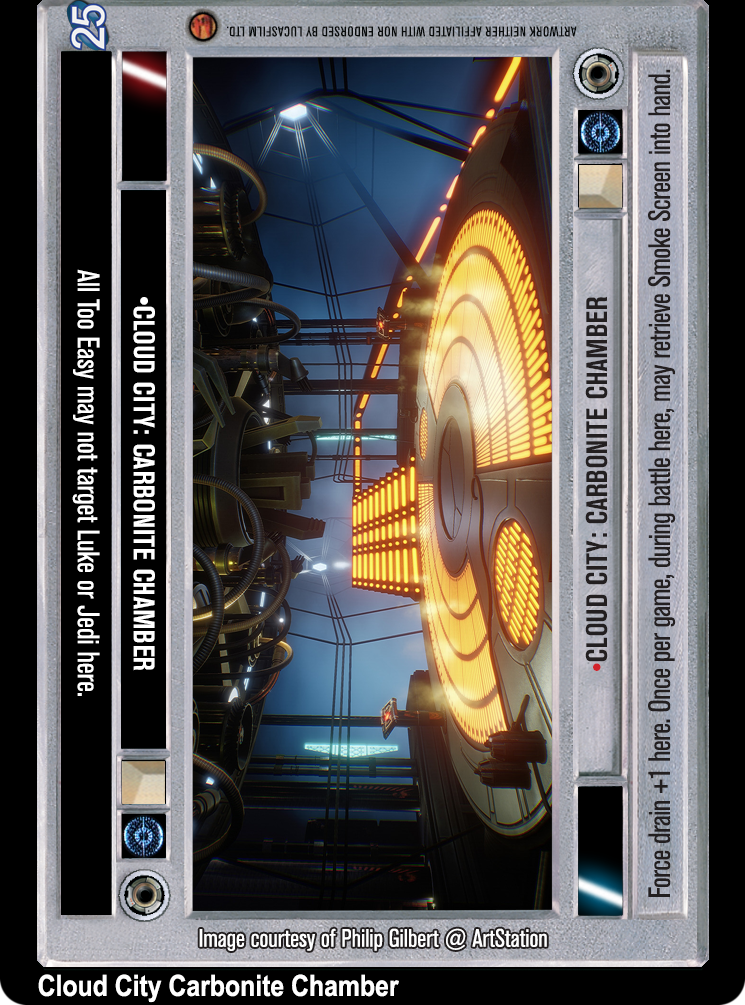 25
ARTWORK NEITHER AFFILIATED WITH NOR ENDORSED BY LUCASFILM LTD.
All Too Easy may not target Luke or Jedi here.
•CLOUD CITY: CARBONITE CHAMBER
•CLOUD CITY: CARBONITE CHAMBER
Force drain +1 here. Once per game, during battle here, may retrieve Smoke Screen into hand.
Image courtesy of Philip Gilbert @ ArtStation
Cloud City Carbonite Chamber